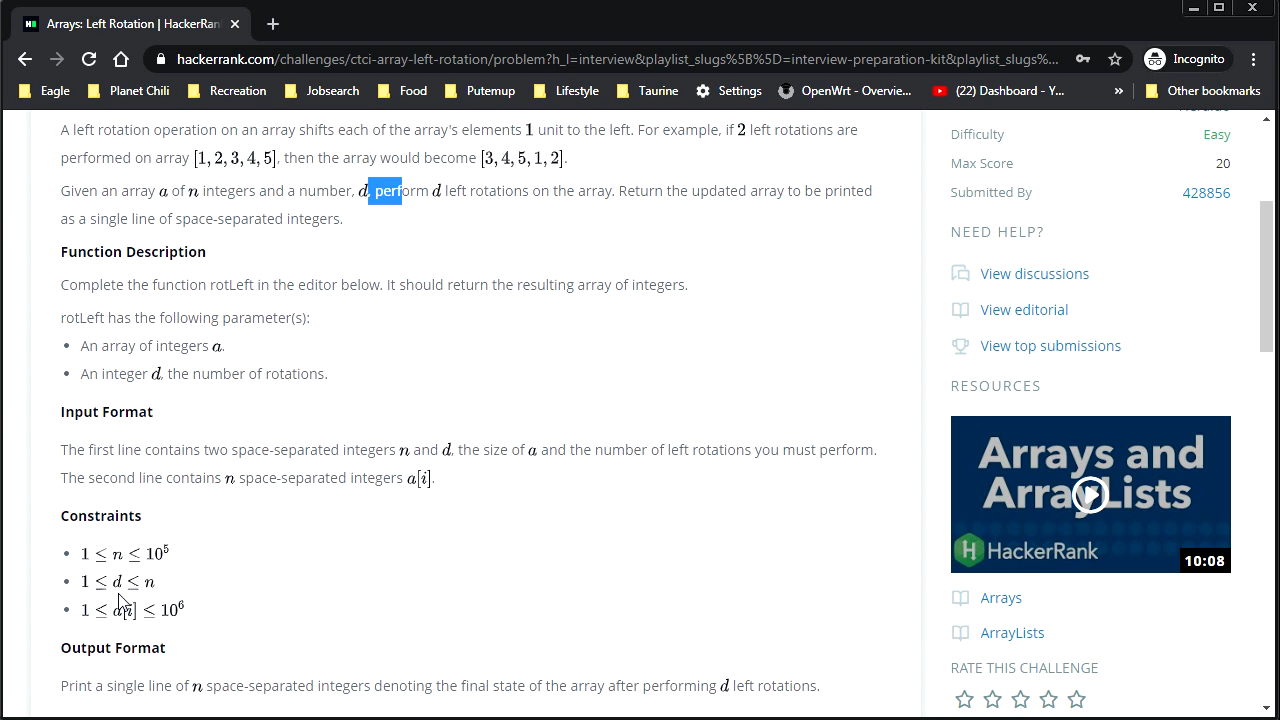 Arrays: Left Rotation | HackerRan
hackerrank.com/challenges/ctci-array-left-rotation/problem?h_l=interview&playlist_slugs%5B%5D=interview-preparation-kit&playlist_slugs%...
Incognito
Eagle Planet Chili Recreation Jobsearch Food Putemup Lifestyle Taurine Settings OpenWrt - Overvie... (22) Dashboard - Y... » Other bookmarks
A left rotation operation on an array shifts each of the array's elements 1 unit to the left. For example, if 2 left rotations are
performed on array [1, 2, 3, 4, 5], then the array would become [3, 4, 5, 1, 2].
Given an array a of n integers and a number, d, perform d left rotations on the array. Return the updated array to be printed
as a single line of space-separated integers.
Function Description
Complete the function rotLeft in the editor below. It should return the resulting array of integers.
rotLeft has the following parameter(s):
• An array of integers a.
• An integer d, the number of rotations.
Input Format
The first line contains two space-separated integers n and d, the size of a and the number of left rotations you must perform.
The second line contains n space-separated integers a[i].
Constraints
• 1 ≤ n ≤ 10⁵
• 1 ≤ d ≤ n
• 1 ≤ a[i] ≤ 10⁶
Output Format
Print a single line of n space-separated integers denoting the final state of the array after performing d left rotations.
Difficulty Easy
Max Score 20
Submitted By 428856
NEED HELP?
View discussions
View editorial
View top submissions
RESOURCES
Arrays and
ArrayLists
HackerRank
10:08
Arrays
ArrayLists
RATE THIS CHALLENGE